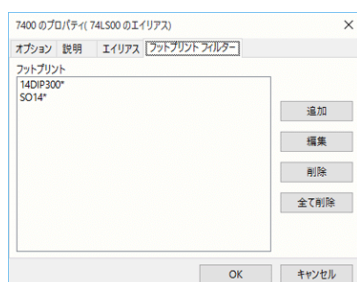 7400 のプロパティ( 74LS00 のエイリアス)
オプション 説明 エイリアス フットプリント フィルター
フットプリント
14DIP300*
SO14*
追加
編集
削除
全て削除
OK キャンセル